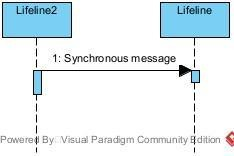 Lifeline2
Lifeline
1: Synchronous message
Powered By Visual Paradigm Community Edition